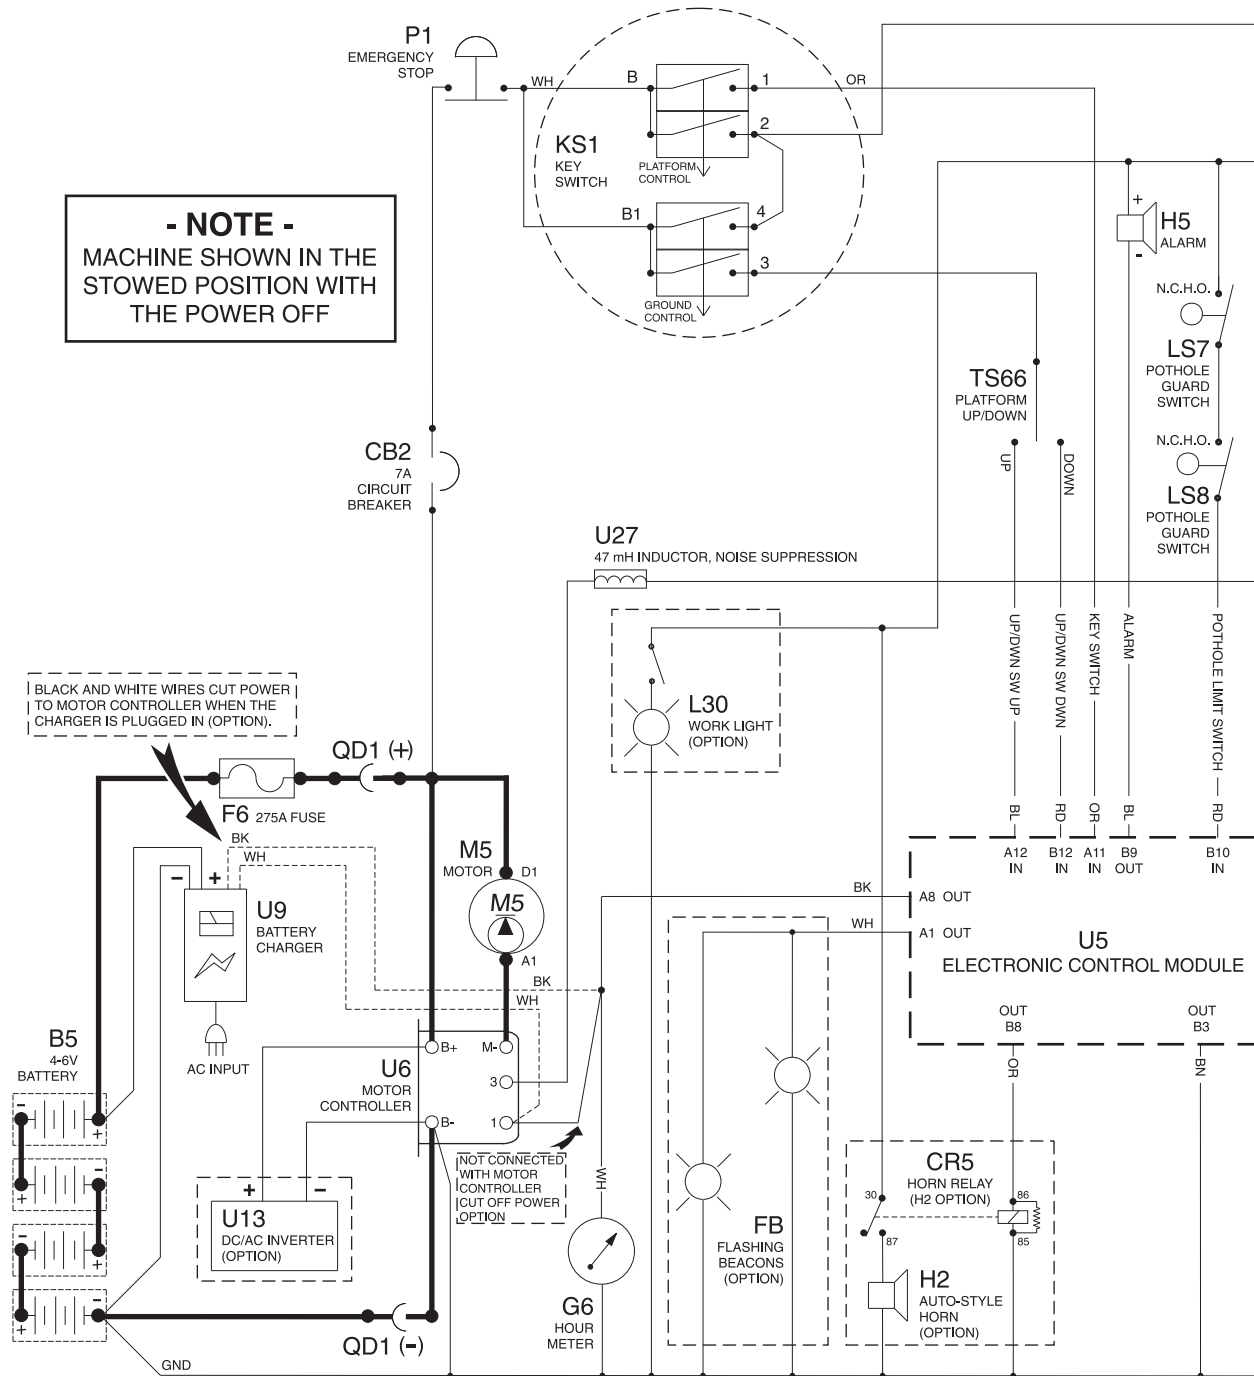 P1
EMERGENCY
STOP
WH
B
1
OR
2
KS1
KEY
SWITCH
PLATFORM
CONTROL
B1
4
3
GROUND
CONTROL
- NOTE -
MACHINE SHOWN IN THE
STOWED POSITION WITH
THE POWER OFF
+
H5
ALARM
-
N.C.H.O.
LS7
POTHOLE
GUARD
SWITCH
N.C.H.O.
LS8
POTHOLE
GUARD
SWITCH
TS66
PLATFORM
UP/DOWN
UP
DOWN
CB2
7A
CIRCUIT
BREAKER
U27
47 mH INDUCTOR, NOISE SUPPRESSION
UP/DWN SW UP
UP/DWN SW DWN
KEY SWITCH
ALARM
POTHOLE LIMIT SWITCH
BL
RD
OR
BL
RD
L30
WORK LIGHT
(OPTION)
BLACK AND WHITE WIRES CUT POWER
TO MOTOR CONTROLLER WHEN THE
CHARGER IS PLUGGED IN (OPTION).
QD1 (+)
F6 275A FUSE
BK
WH
- +
U9
BATTERY
CHARGER
AC INPUT
M5
MOTOR
D1
M5
A1
BK
WH
A12
IN
B12
IN
A11
IN
B9
OUT
B10
IN
BK
A8 OUT
WH
A1 OUT
U5
ELECTRONIC CONTROL MODULE
OUT
B8
OUT
B3
OR
BN
B5
4-6V
BATTERY
- +
+ -
- +
+ -
U6
MOTOR
CONTROLLER
B+
M-
3
B-
1
NOT CONNECTED
WITH MOTOR
CONTROLLER
CUT OFF POWER
OPTION
+ -
U13
DC/AC INVERTER
(OPTION)
WH
G6
HOUR
METER
FB
FLASHING
BEACONS
(OPTION)
CR5
HORN RELAY
(H2 OPTION)
30
87
86
85
H2
AUTO-STYLE
HORN
(OPTION)
QD1 (-)
GND